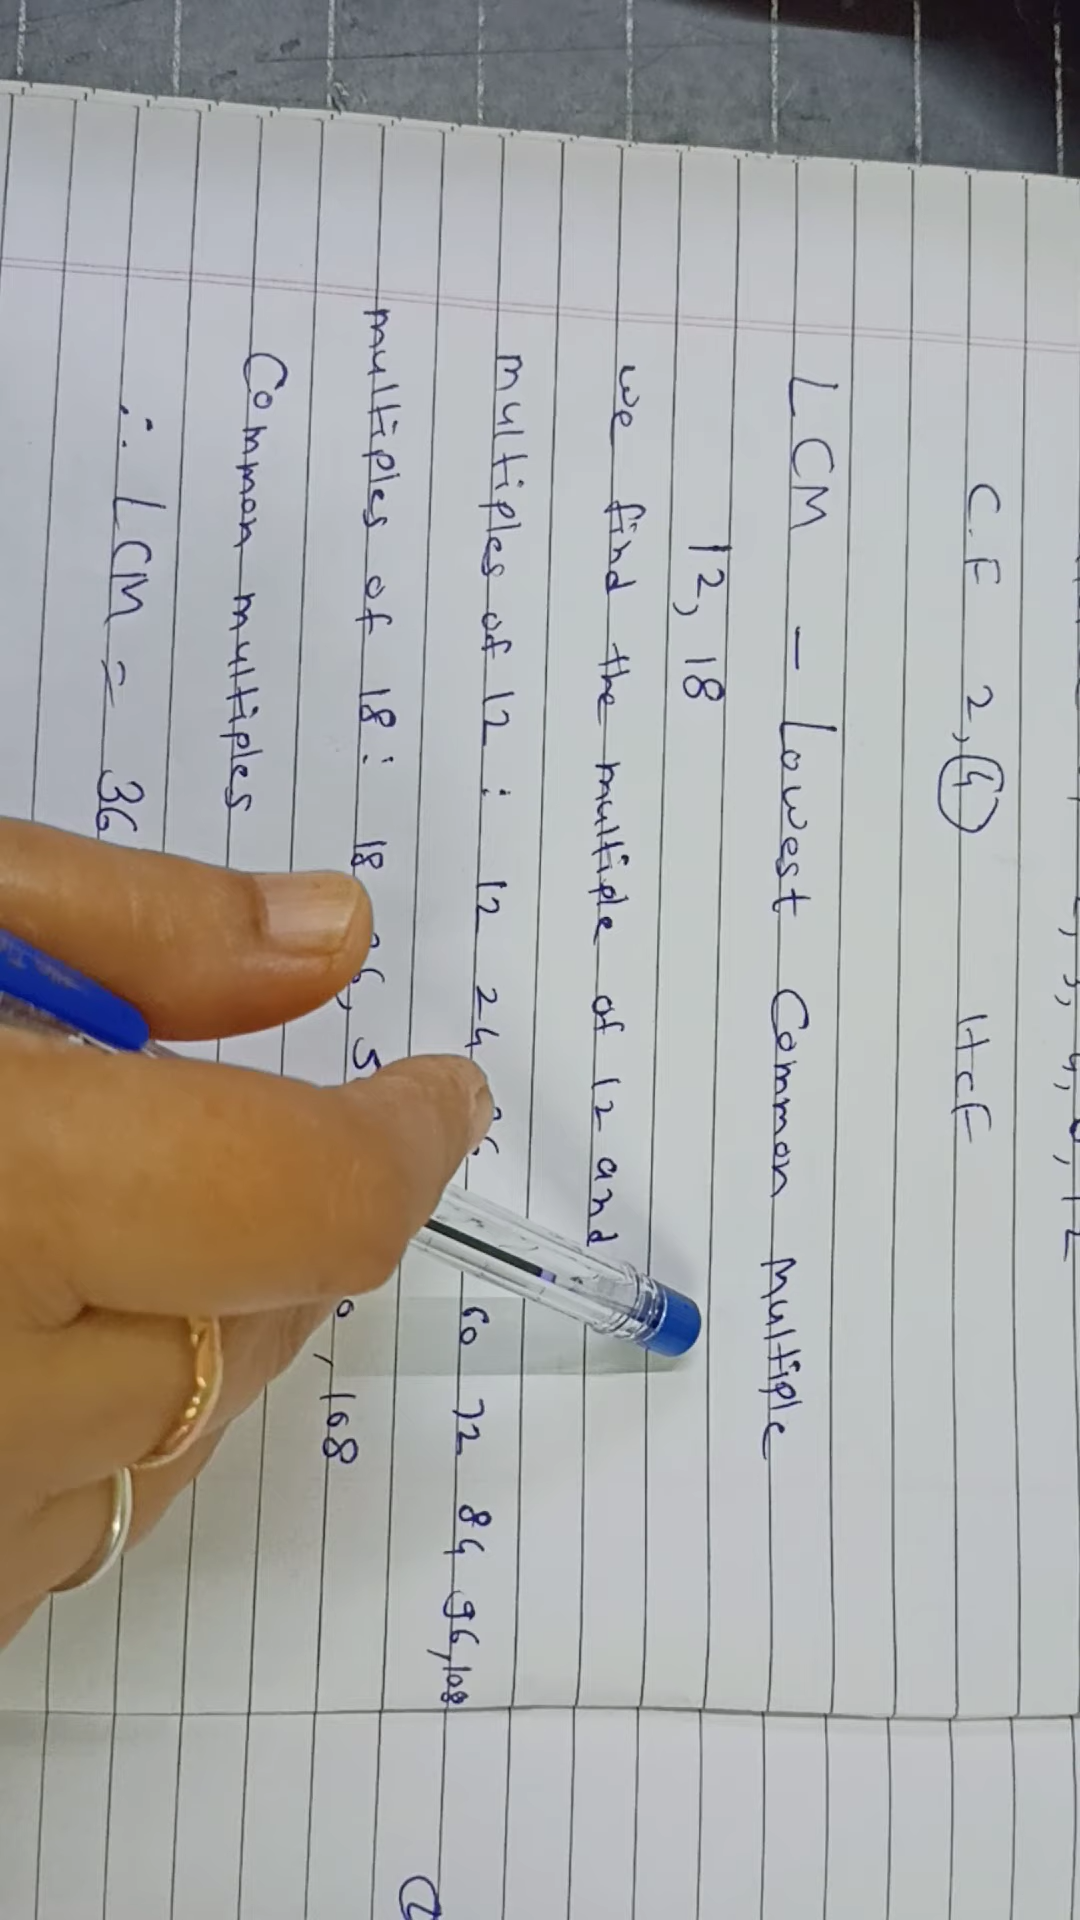 C.F 2, 4 HCF
LCM - Lowest Common Multiple
12, 18
we find the multiple of 12 and
multiples of 12 : 12 24 60 72 84 96, 108
multiples of 18 : 18 108
Common multiples
∴ LCM = 36